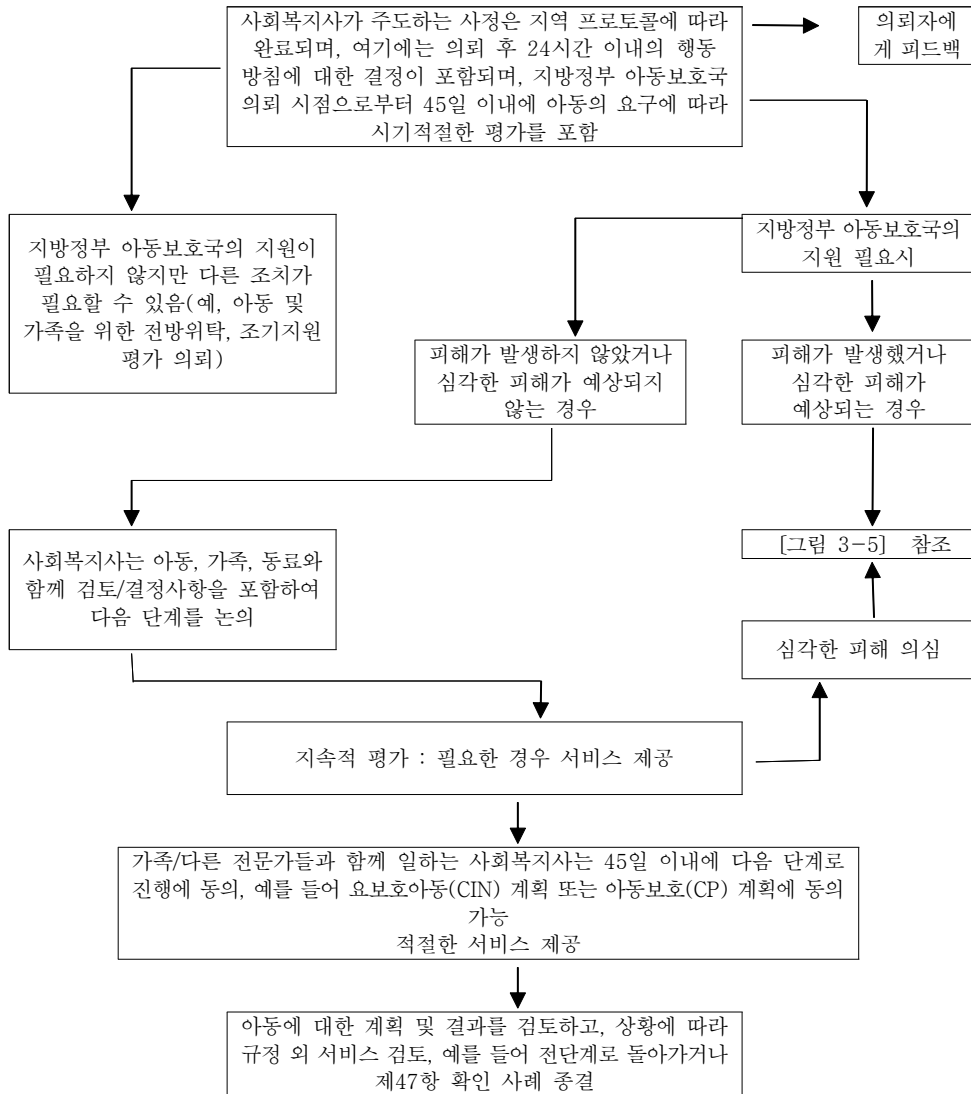 사회복지사가 주도하는 사정은 지역 프로토콜에 따라
완료되며, 여기에는 의뢰 후 24시간 이내의 행동
방침에 대한 결정이 포함되며, 지방정부 아동보호국
의뢰 시점으로부터 45일 이내에 아동의 요구에 따라
시기적절한 평가를 포함
의뢰자에
게 피드백
지방정부 아동보호국의 지원이
필요하지 않지만 다른 조치가
필요할 수 있음(예, 아동 및
가족을 위한 전방위탁, 조기지원
평가 의뢰)
지방정부 아동보호국의
지원 필요시
피해가 발생하지 않았거나
심각한 피해가 예상되지
않는 경우
피해가 발생했거나
심각한 피해가
예상되는 경우
사회복지사는 아동, 가족, 동료와
함께 검토/결정사항을 포함하여
다음 단계를 논의
[그림 3-5] 참조
심각한 피해 의심
지속적 평가 : 필요한 경우 서비스 제공
가족/다른 전문가들과 함께 일하는 사회복지사는 45일 이내에 다음 단계로
진행에 동의, 예를 들어 요보호아동(CIN) 계획 또는 아동보호(CP) 계획에 동의
가능
적절한 서비스 제공
아동에 대한 계획 및 결과를 검토하고, 상황에 따라
규정 외 서비스 검토, 예를 들어 전단계로 돌아가거나
제47항 확인 사례 종결